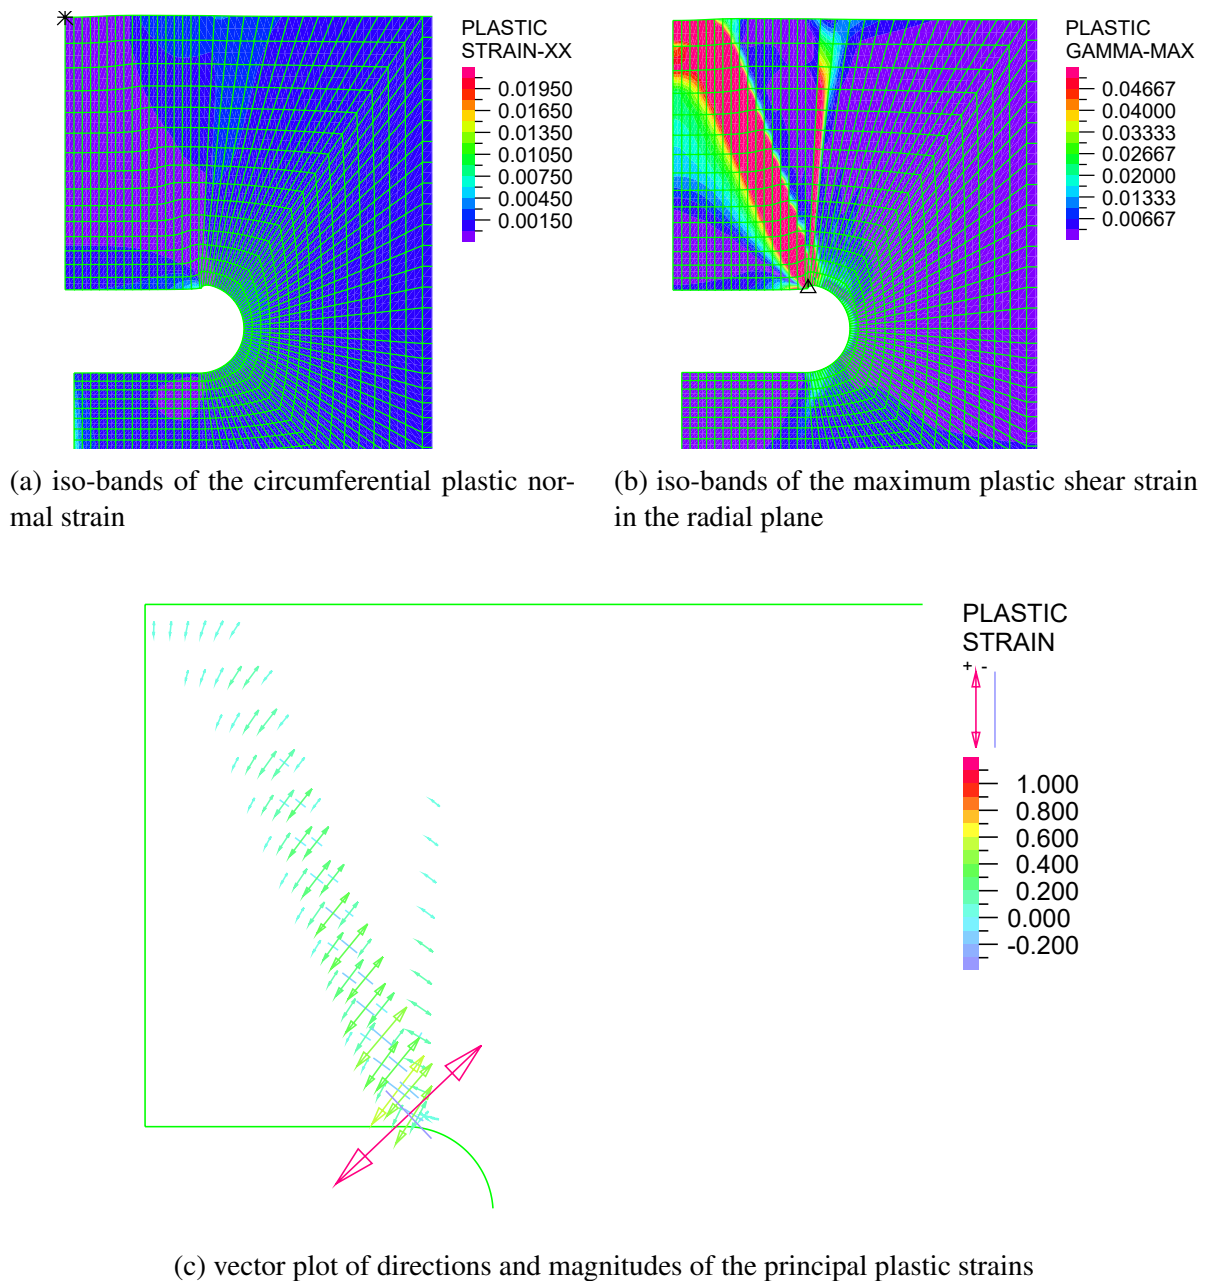 PLASTIC
STRAIN-XX
0.01950
0.01650
0.01350
0.01050
0.00750
0.00450
0.00150
PLASTIC
GAMMA-MAX
0.04667
0.04000
0.03333
0.02667
0.02000
0.01333
0.00667
(a) iso-bands of the circumferential plastic nor-
mal strain
(b) iso-bands of the maximum plastic shear strain
in the radial plane
PLASTIC
STRAIN
+ -
1.000
0.800
0.600
0.400
0.200
0.000
-0.200
(c) vector plot of directions and magnitudes of the principal plastic strains